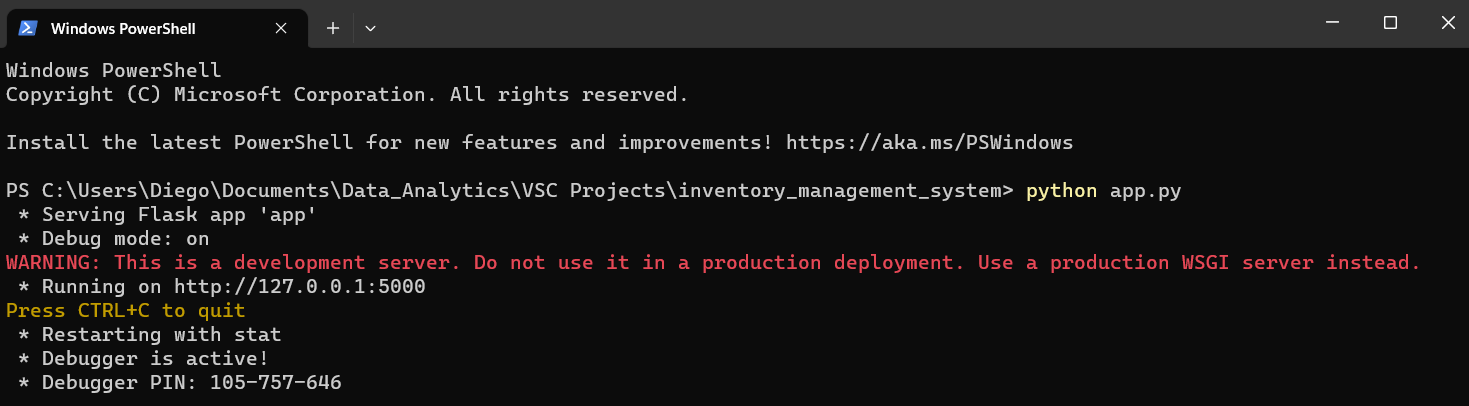 Windows PowerShell
Windows PowerShell
Copyright (C) Microsoft Corporation. All rights reserved.
Install the latest PowerShell for new features and improvements! https://aka.ms/PSWindows
PS C:\Users\Diego\Documents\Data_Analytics\VSC Projects\inventory_management_system> python app.py
 * Serving Flask app 'app'
 * Debug mode: on
WARNING: This is a development server. Do not use it in a production deployment. Use a production WSGI server instead.
 * Running on http://127.0.0.1:5000
Press CTRL+C to quit
 * Restarting with stat
 * Debugger is active!
 * Debugger PIN: 105-757-646